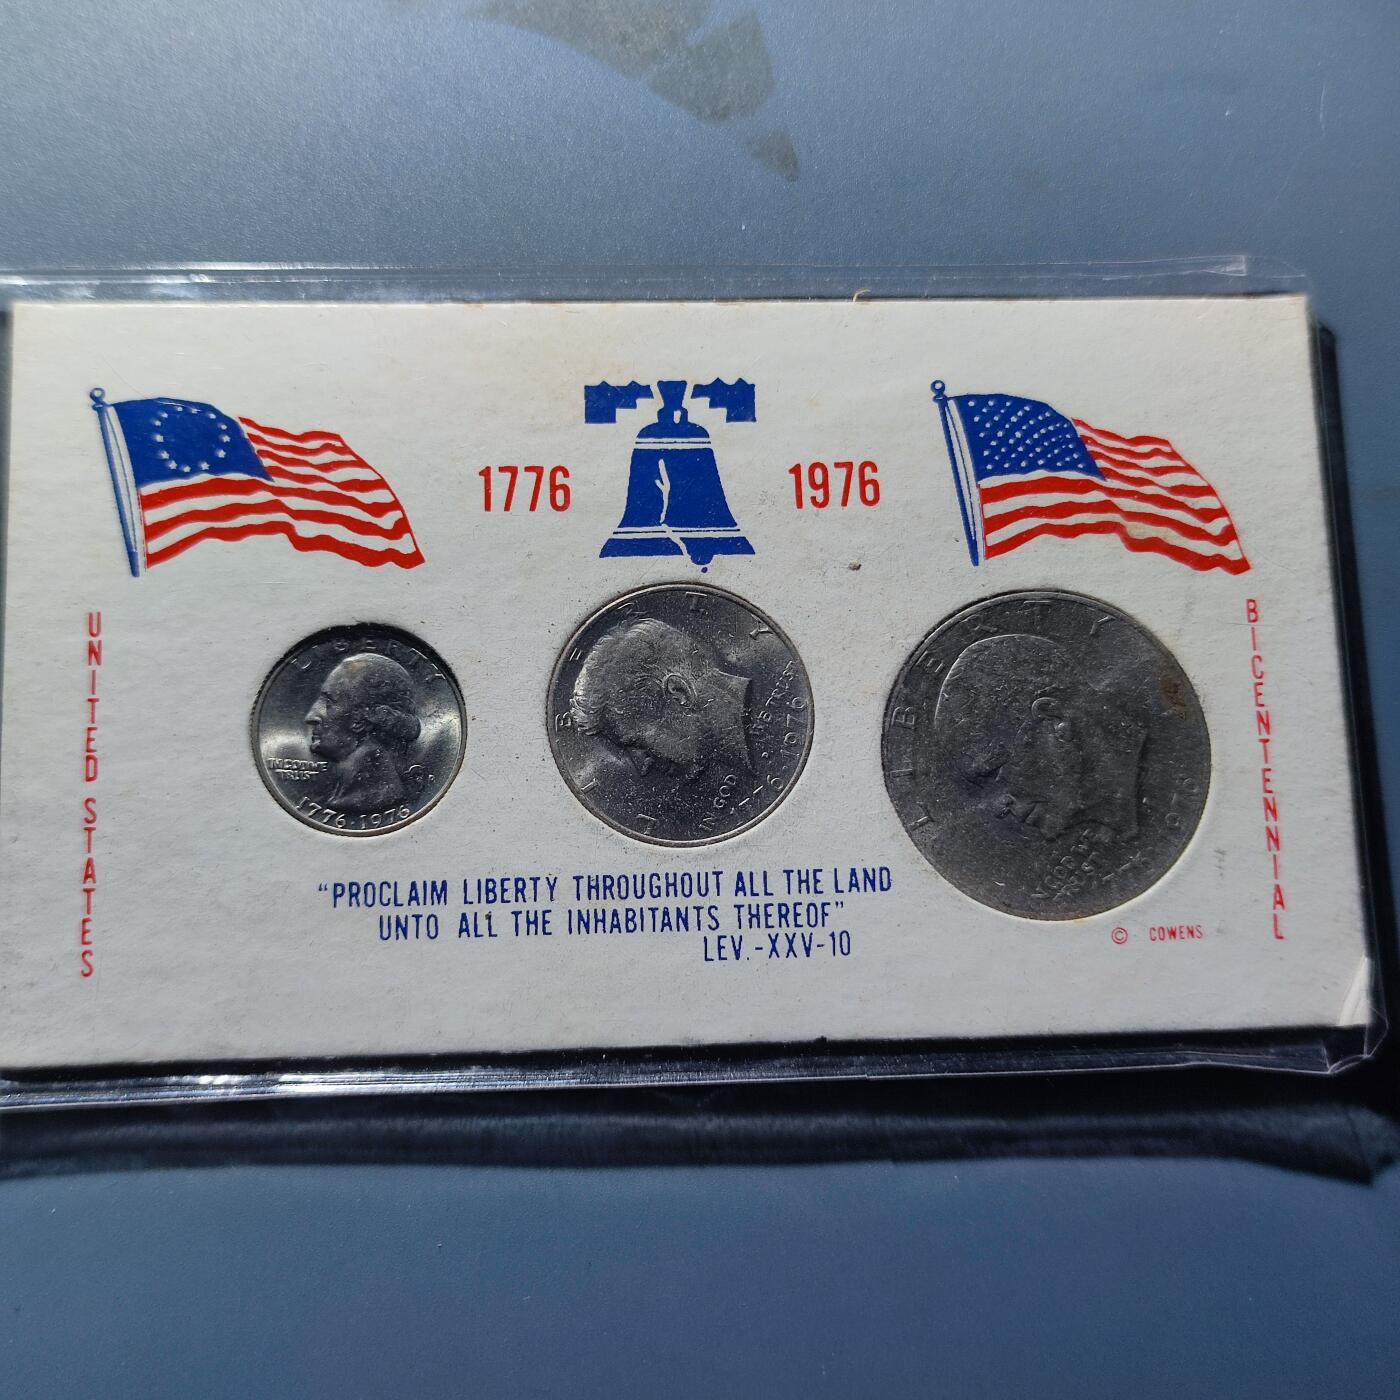 1776
1976
UNITED STATES
BICENTENNIAL
LIBERTY
IN GOD WE
TRUST
D
1776·1976
LIBERTY
IN GOD
WE TRUST
D
1776·1976
LIBERTY
IN GOD WE
TRUST
"PROCLAIM LIBERTY THROUGHOUT ALL THE LAND
UNTO ALL THE INHABITANTS THEREOF"
LEV.-XXV-10
© COWENS